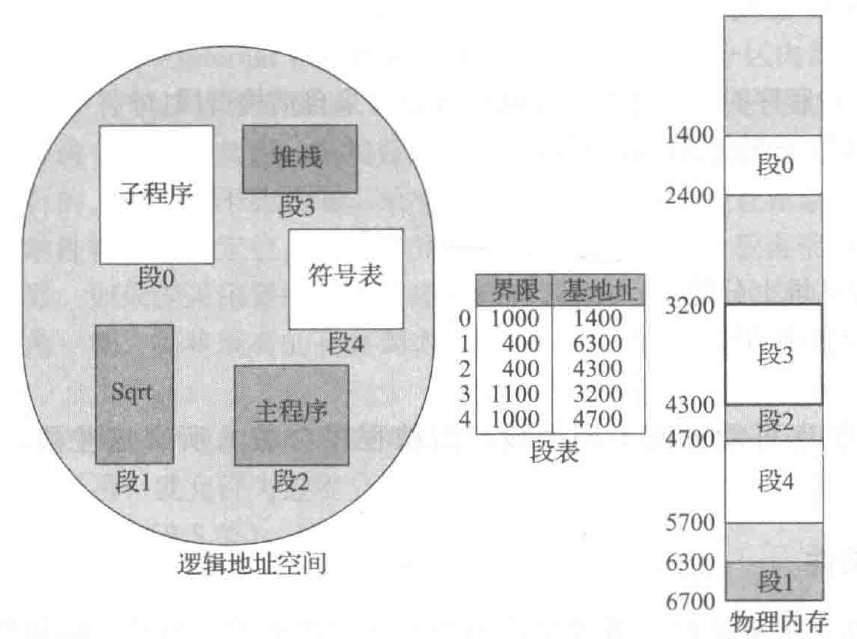 子程序
段0
堆栈
段3
符号表
段4
Sqrt
段1
主程序
段2
逻辑地址空间
界限 基地址
0 1000 1400
1 400 6300
2 400 4300
3 1100 3200
4 1000 4700
段表
1400
段0
2400
3200
段3
4300
段2
4700
段4
5700
6300
段1
6700
物理内存